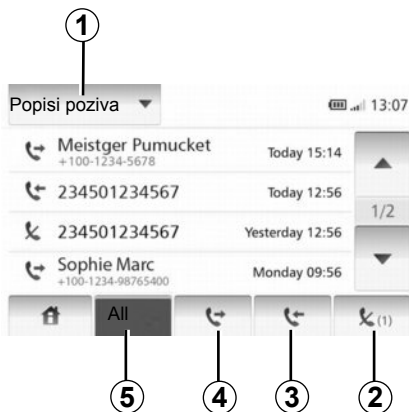 1
Popisi poziva 13:07
Meistger Pumucket Today 15:14
+100-1234-5678
234501234567 Today 12:56
1/2
234501234567 Yesterday 12:56
Sophie Marc Monday 09:56
+100-1234-98765400
All (1)
5 4 3 2